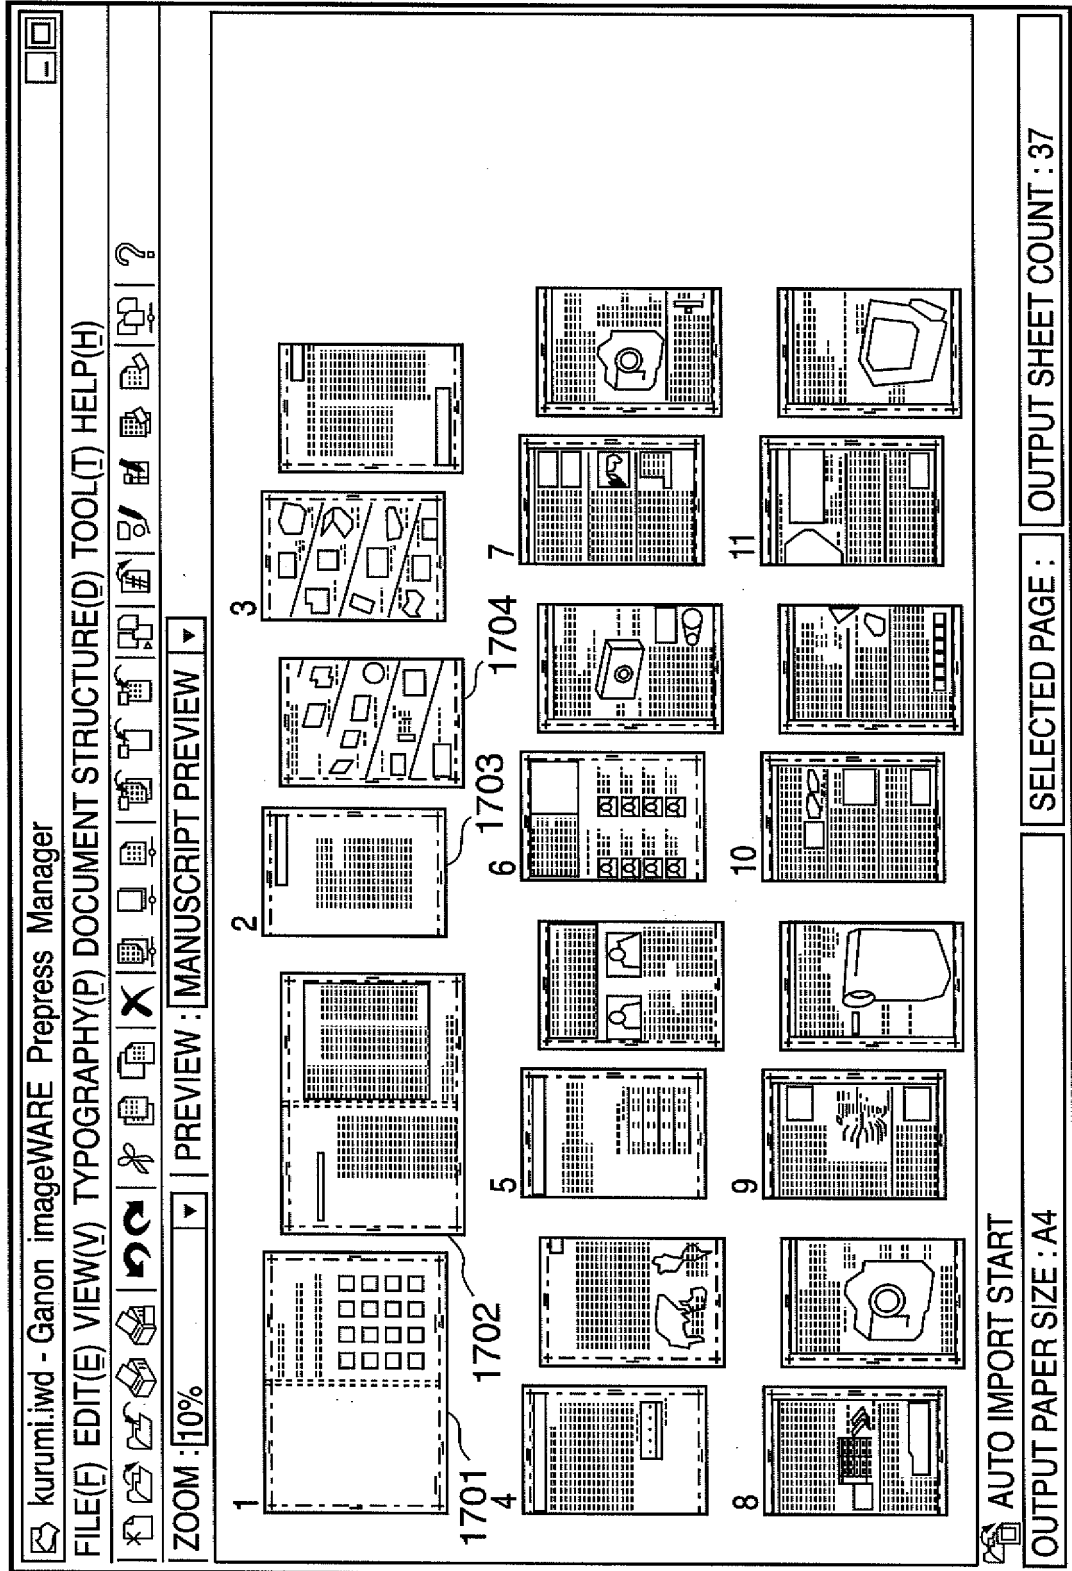 kurumi.iwd - Ganon imageWARE Prepress Manager
FILE(F) EDIT(E) VIEW(V) TYPOGRAPHY(P) DOCUMENT STRUCTURE(D) TOOL(T) HELP(H)
ZOOM : 10% PREVIEW : MANUSCRIPT PREVIEW
1 2 3
1701 1702 1703 1704
4 5 6 7
8 9 10 11
AUTO IMPORT START
OUTPUT PAPER SIZE : A4 SELECTED PAGE : OUTPUT SHEET COUNT : 37